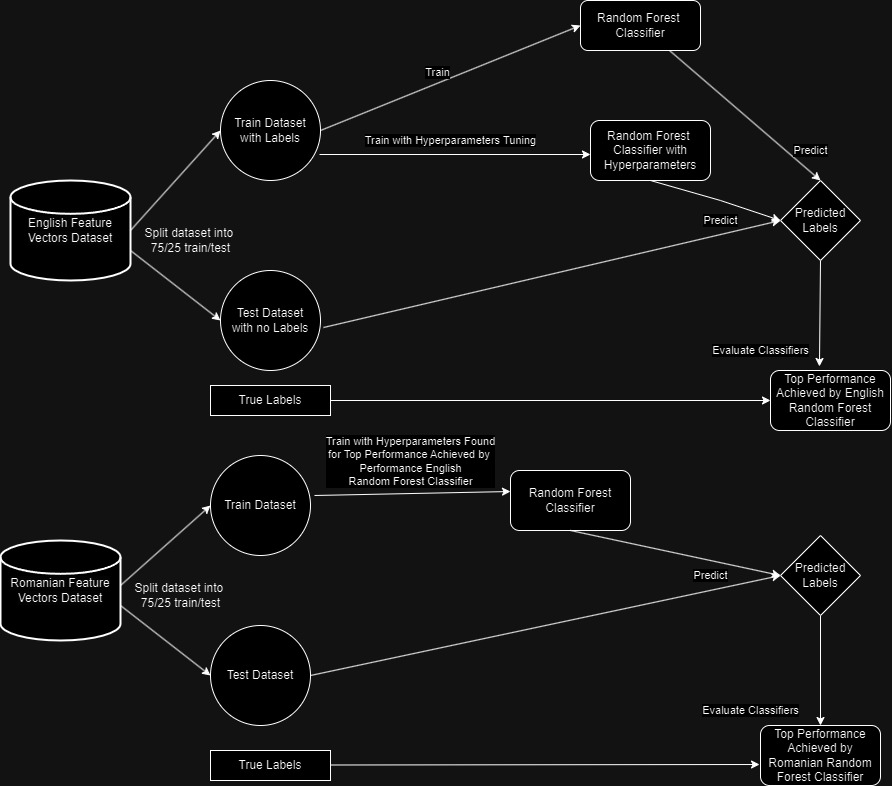 Random Forest
Classifier
Train
Train Dataset
with Labels
Train with Hyperparameters Tuning
Random Forest
Classifier with
Hyperparameters
Predict
English Feature
Vectors Dataset
Split dataset into
75/25 train/test
Predict
Predicted
Labels
Test Dataset
with no Labels
Evaluate Classifiers
True Labels
Top Performance
Achieved by English
Random Forest
Classifier
Train with Hyperparameters Found
for Top Performance Achieved by
Performance English
Random Forest Classifier
Train Dataset
Random Forest
Classifier
Romanian Feature
Vectors Dataset
Split dataset into
75/25 train/test
Predict
Predicted
Labels
Test Dataset
Evaluate Classifiers
True Labels
Top Performance
Achieved by
Romanian Random
Forest Classifier